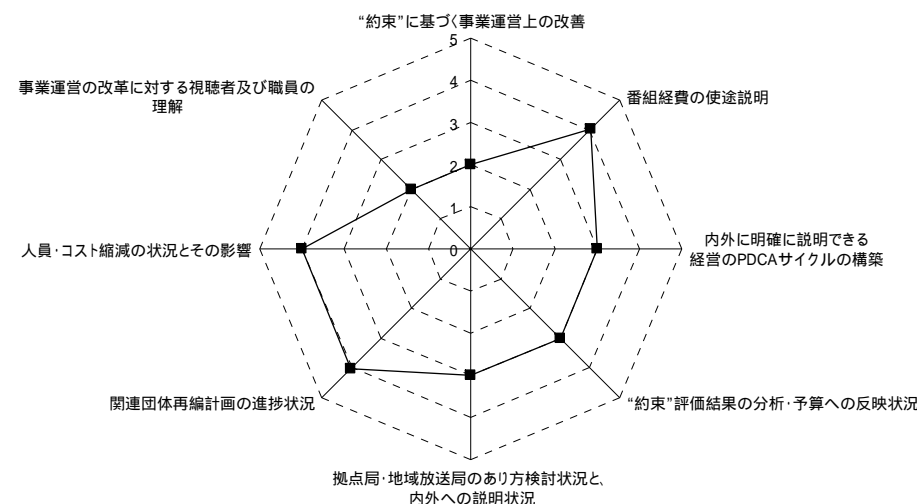 “約束”に基づく事業運営上の改善
5
4
3
2
1
0
番組経費の使途説明
内外に明確に説明できる
経営のPDCAサイクルの構築
“約束”評価結果の分析・予算への反映状況
拠点局・地域放送局のあり方検討状況と、
内外への説明状況
関連団体再編計画の進捗状況
人員・コスト縮減の状況とその影響
事業運営の改革に対する視聴者及び職員の
理解